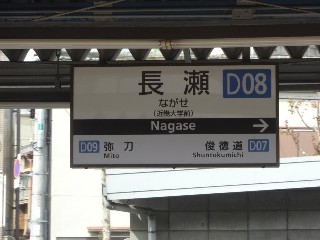 長瀬 D08
ながせ
(近畿大学前)
Nagase →
D09 弥刀 俊徳道 D07
Mito Shuntokumichi